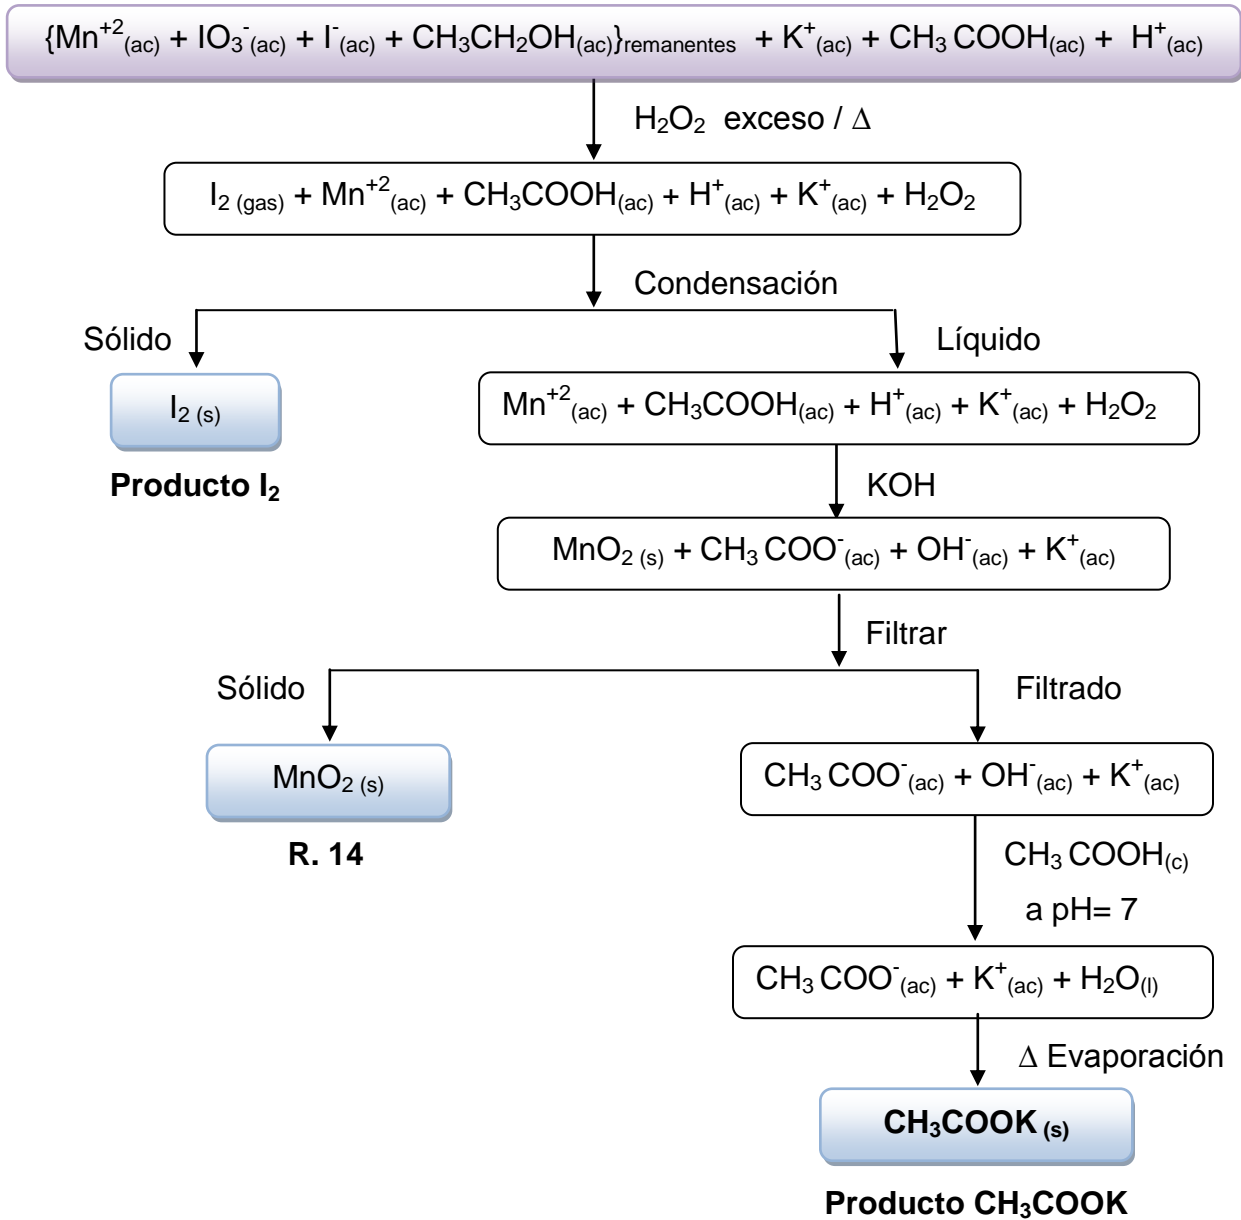 {Mn⁺²(ac) + IO₃⁻(ac) + I⁻(ac) + CH₃CH₂OH(ac)}remanentes + K⁺(ac) + CH₃ COOH(ac) + H⁺(ac)
H₂O₂ exceso / Δ
I₂ (gas) + Mn⁺²(ac) + CH₃COOH(ac) + H⁺(ac) + K⁺(ac) + H₂O₂
Condensación
Sólido
Líquido
I₂ (s)
Producto I₂
Mn⁺²(ac) + CH₃COOH(ac) + H⁺(ac) + K⁺(ac) + H₂O₂
KOH
MnO₂ (s) + CH₃ COO⁻(ac) + OH⁻(ac) + K⁺(ac)
Filtrar
Sólido
Filtrado
MnO₂ (s)
R. 14
CH₃ COO⁻(ac) + OH⁻(ac) + K⁺(ac)
CH₃ COOH(c)
a pH= 7
CH₃ COO⁻(ac) + K⁺(ac) + H₂O(l)
Δ Evaporación
CH₃COOK (s)
Producto CH₃COOK